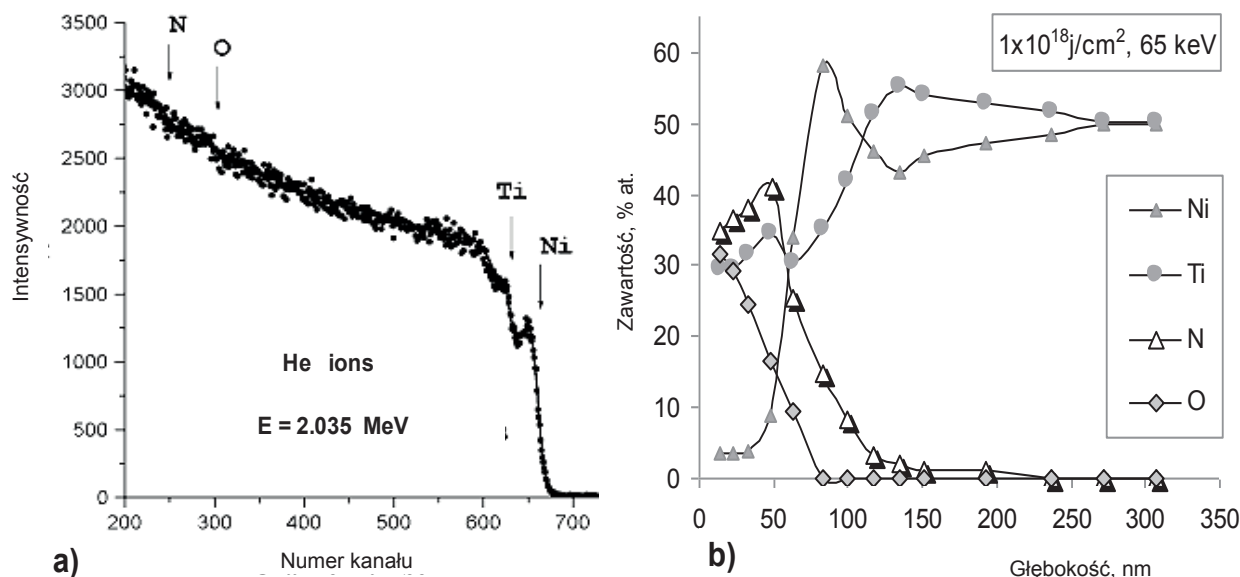 3500
3000
2500
2000
1500
1000
500
0
Intensywność
N
O
Ti
Ni
He ions
E = 2.035 MeV
200 300 400 500 600 700
Numer kanału
a)
60
50
40
30
20
10
0
Zawartość, % at.
1x10¹⁸j/cm², 65 keV
Ni
Ti
N
O
0 50 100 150 200 250 300 350
Głębokość, nm
b)